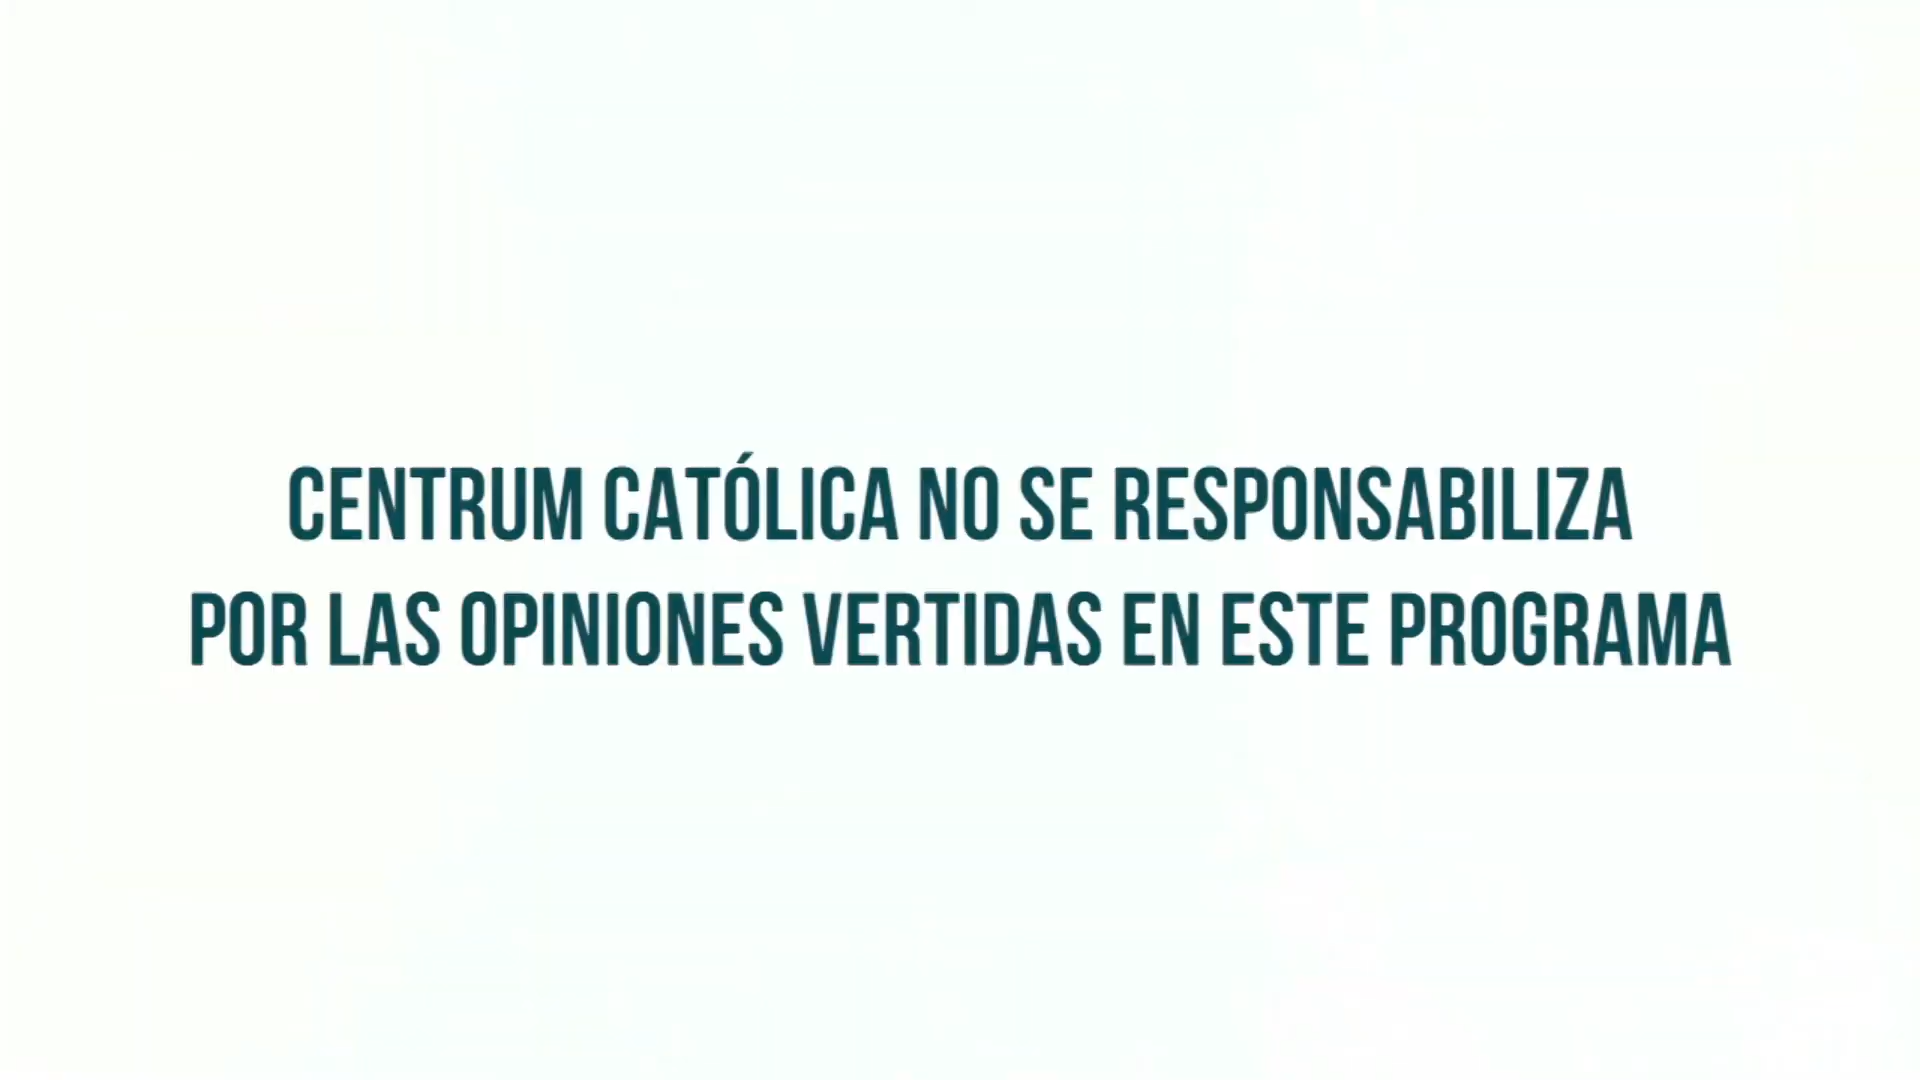 CENTRUM CATÓLICA NO SE RESPONSABILIZA
POR LAS OPINIONES VERTIDAS EN ESTE PROGRAMA